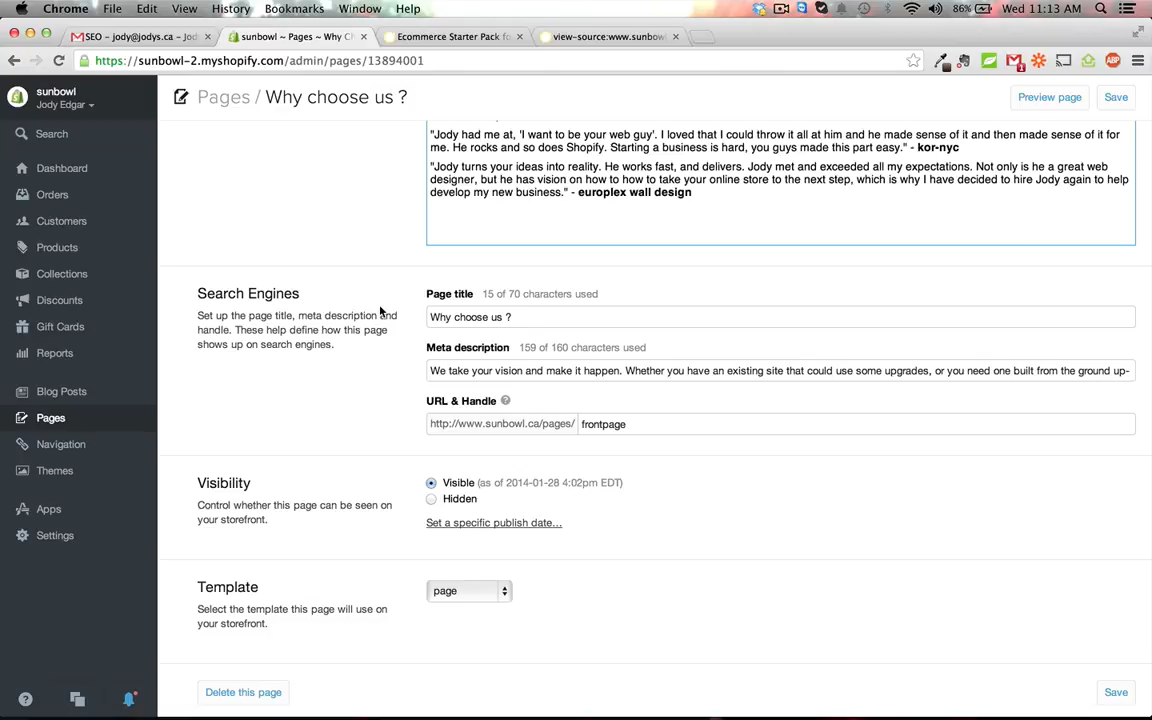 Chrome File Edit View History Bookmarks Window Help 86% Wed 11:13 AM
SEO - jody@jodys.ca - Jo sunbowl ~ Pages ~ Why C Ecommerce Starter Pack fo view-source:www.sunbowl
https://sunbowl-2.myshopify.com/admin/pages/13894001
sunbowl
Jody Edgar
Pages / Why choose us ?
Preview page
Save
Search
Dashboard
Orders
Customers
Products
Collections
Discounts
Gift Cards
Reports
Blog Posts
Pages
Navigation
Themes
Apps
Settings
"Jody had me at, 'I want to be your web guy'. I loved that I could throw it all at him and he made sense of it and then made sense of it for
me. He rocks and so does Shopify. Starting a business is hard, you guys made this part easy." - kor-nyc
"Jody turns your ideas into reality. He works fast, and delivers. Jody met and exceeded all my expectations. Not only is he a great web
designer, but he has vision on how to how to take your online store to the next step, which is why I have decided to hire Jody again to help
develop my new business." - europlex wall design
Search Engines
Set up the page title, meta description and
handle. These help define how this page
shows up on search engines.
Page title 15 of 70 characters used
Why choose us ?
Meta description 159 of 160 characters used
We take your vision and make it happen. Whether you have an existing site that could use some upgrades, or you need one built from the ground up-
URL & Handle ?
http://www.sunbowl.ca/pages/ frontpage
Visibility
Control whether this page can be seen on
your storefront.
Visible (as of 2014-01-28 4:02pm EDT)
Hidden
Set a specific publish date…
Template
Select the template this page will use on
your storefront.
page
Delete this page
Save